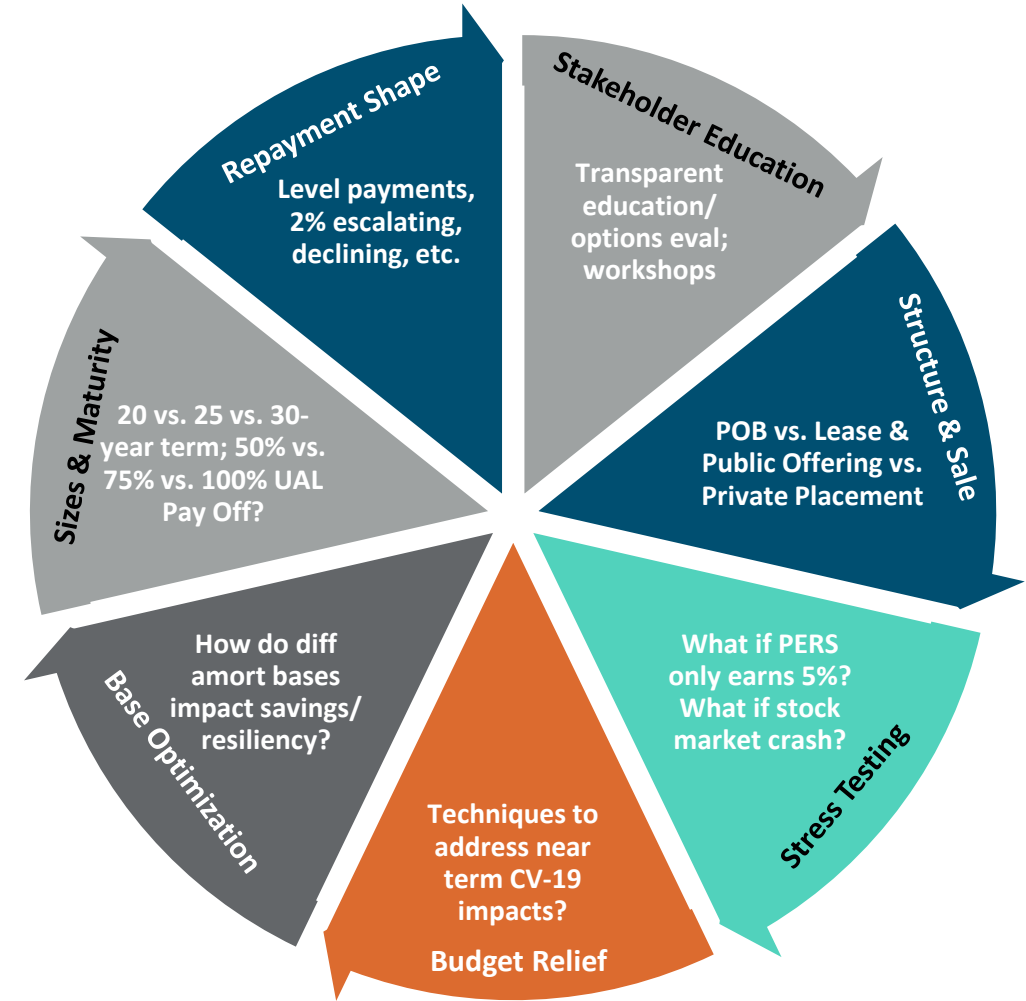 Stakeholder Education
Transparent
education/
options eval;
workshops
Structure & Sale
POB vs. Lease &
Public Offering vs.
Private Placement
What if PERS
only earns 5%?
What if stock
market crash?
Stress Testing
Techniques to
address near
term CV-19
impacts?
Budget Relief
How do diff
amort bases
impact savings/
resiliency?
Base Optimization
Sizes & Maturity
20 vs. 25 vs. 30-
year term; 50% vs.
75% vs. 100% UAL
Pay Off?
Repayment Shape
Level payments,
2% escalating,
declining, etc.